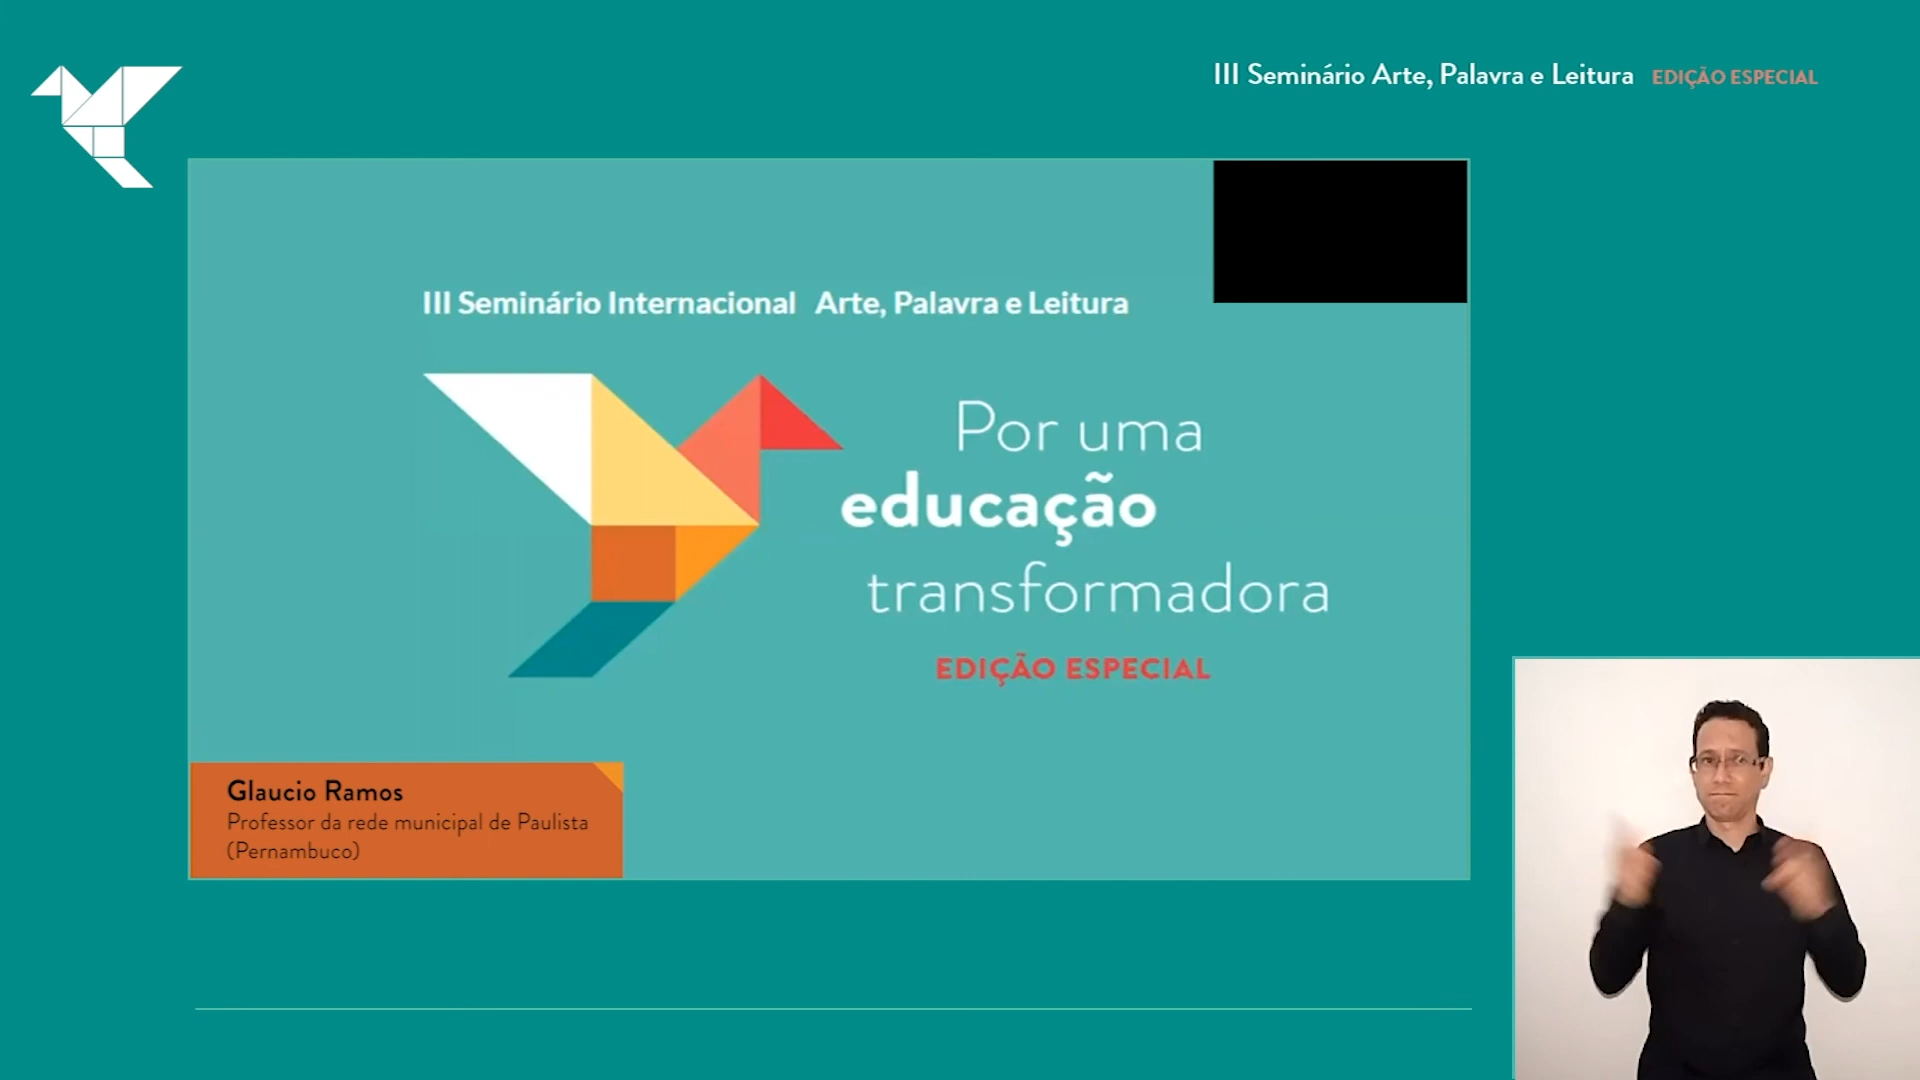 III Seminário Arte, Palavra e Leitura EDIÇÃO ESPECIAL
III Seminário Internacional Arte, Palavra e Leitura
Por uma
educação
transformadora
EDIÇÃO ESPECIAL
Glaucio Ramos
Professor da rede municipal de Paulista
(Pernambuco)